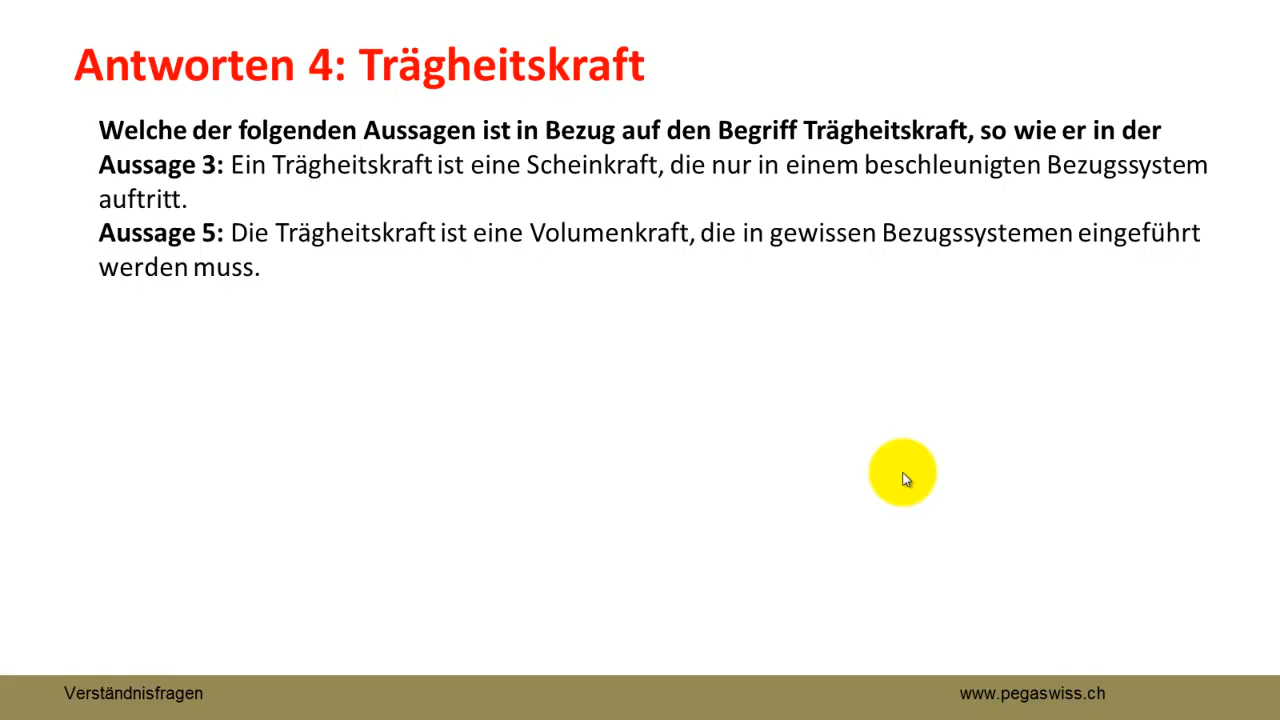 Antworten 4: Trägheitskraft
Welche der folgenden Aussagen ist in Bezug auf den Begriff Trägheitskraft, so wie er in der
Aussage 3: Ein Trägheitskraft ist eine Scheinkraft, die nur in einem beschleunigten Bezugssystem
auftritt.
Aussage 5: Die Trägheitskraft ist eine Volumenkraft, die in gewissen Bezugssystemen eingeführt
werden muss.
Verständnisfragen
www.pegaswiss.ch